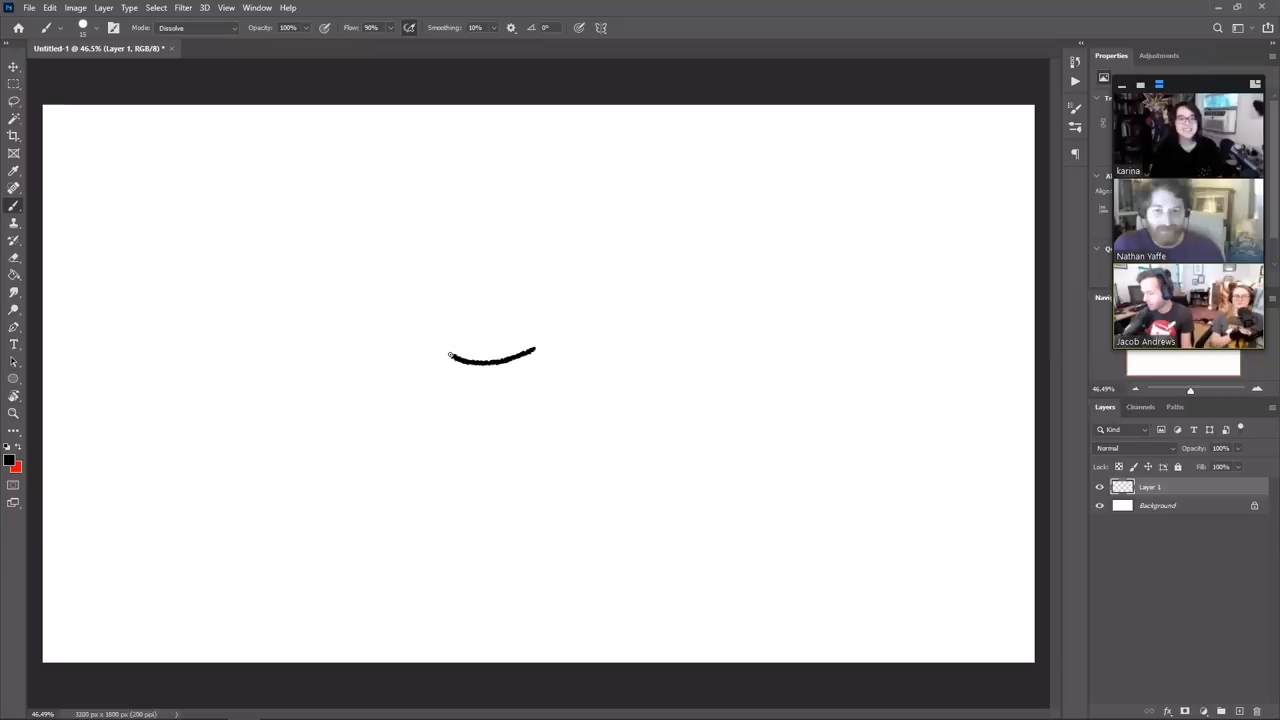 Ps File Edit Image Layer Type Select Filter 3D View Window Help
15 Mode: Dissolve Opacity: 100% Flow: 90% Smoothing: 10% 0°
Untitled-1 @ 46.5% (Layer 1, RGB/8) * ×
Properties Adjustments
karina
Nathan Yaffe
Jacob Andrews
46.49%
Layers Channels Paths
Kind
Normal Opacity: 100%
Lock: Fill: 100%
Layer 1
Background
46.49% 3200 px x 1800 px (200 ppi)